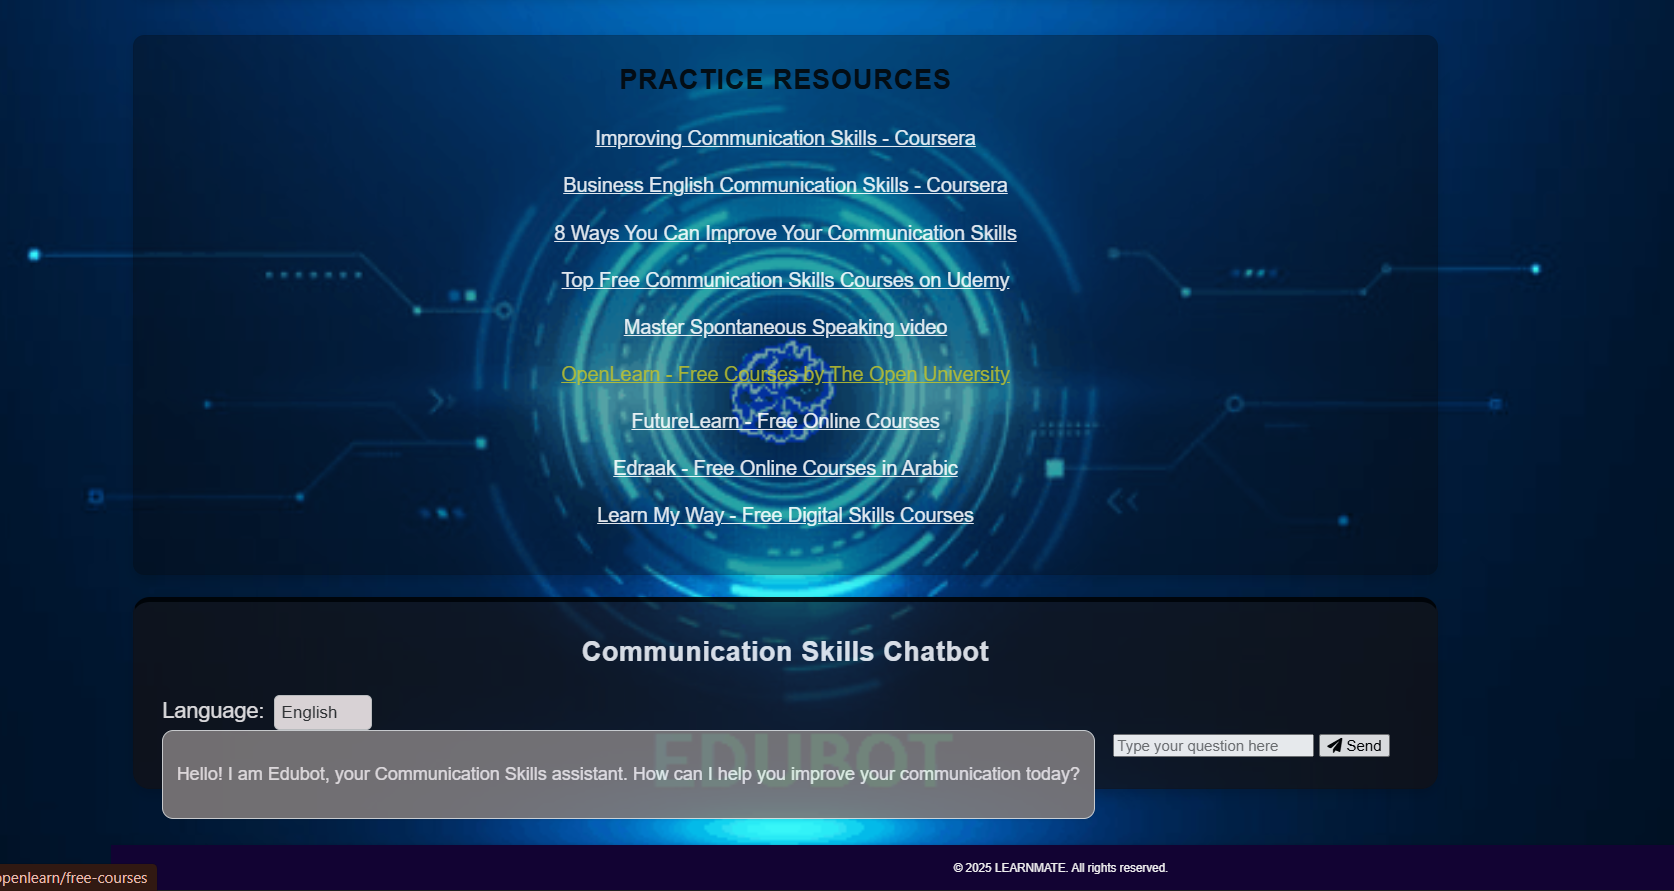 PRACTICE RESOURCES
Improving Communication Skills - Coursera
Business English Communication Skills - Coursera
8 Ways You Can Improve Your Communication Skills
Top Free Communication Skills Courses on Udemy
Master Spontaneous Speaking video
OpenLearn - Free Courses by The Open University
FutureLearn - Free Online Courses
Edraak - Free Online Courses in Arabic
Learn My Way - Free Digital Skills Courses
Communication Skills Chatbot
Language: English
EDUBOT
Hello! I am Edubot, your Communication Skills assistant. How can I help you improve your communication today?
Type your question here Send
© 2025 LEARNMATE. All rights reserved.
openlearn/free-courses